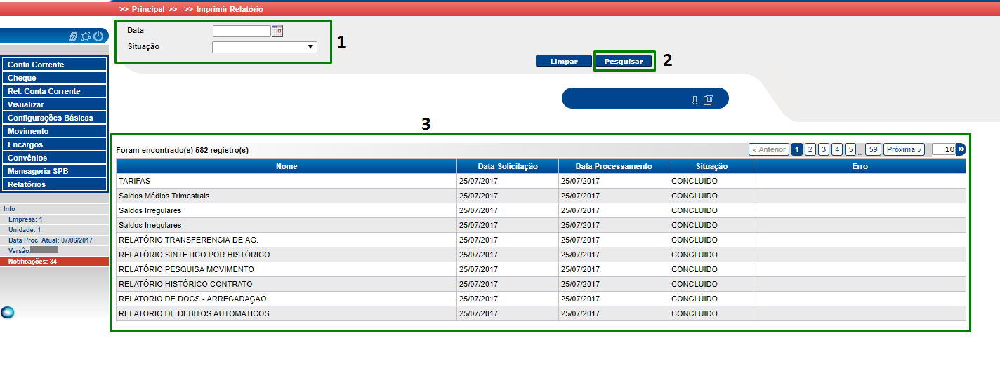 >> Principal >> >> Imprimir Relatório
Data
1
Situação
Limpar Pesquisar 2
Conta Corrente
Cheque
Rel. Conta Corrente
Visualizar
Configurações Básicas
Movimento
Encargos
Convênios
Mensageria SPB
Relatórios
Info
Empresa: 1
Unidade: 1
Data Proc. Atual: 07/06/2017
Versão:
Notificações: 34
3
Foram encontrado(s) 582 registro(s) « Anterior 1 2 3 4 5 .. 59 Próxima » 10 »
Nome Data Solicitação Data Processamento Situação Erro
TARIFAS 25/07/2017 25/07/2017 CONCLUIDO
Saldos Médios Trimestrais 25/07/2017 25/07/2017 CONCLUIDO
Saldos Irregulares 25/07/2017 25/07/2017 CONCLUIDO
Saldos Irregulares 25/07/2017 25/07/2017 CONCLUIDO
RELATÓRIO TRANSFERENCIA DE AG. 25/07/2017 25/07/2017 CONCLUIDO
RELATÓRIO SINTÉTICO POR HISTÓRICO 25/07/2017 25/07/2017 CONCLUIDO
RELATÓRIO PESQUISA MOVIMENTO 25/07/2017 25/07/2017 CONCLUIDO
RELATÓRIO HISTÓRICO CONTRATO 25/07/2017 25/07/2017 CONCLUIDO
RELATORIO DE DOCS - ARRECADAÇAO 25/07/2017 25/07/2017 CONCLUIDO
RELATORIO DE DEBITOS AUTOMATICOS 25/07/2017 25/07/2017 CONCLUIDO